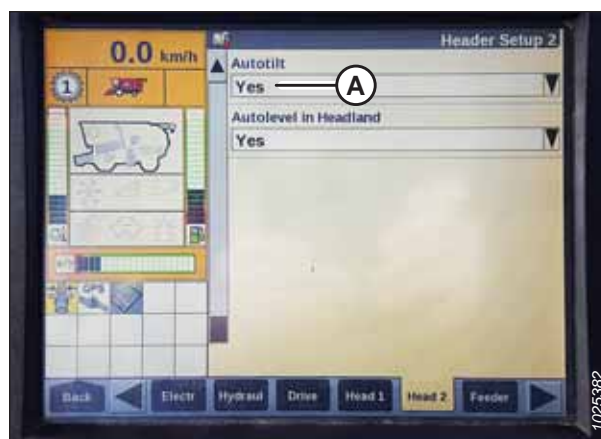 0.0 km/h
Header Setup 2
1
Autotilt
Yes
A
Autolevel in Headland
Yes
GPS
Back
Electr
Hydraul
Drive
Head 1
Head 2
Feeder
1025382